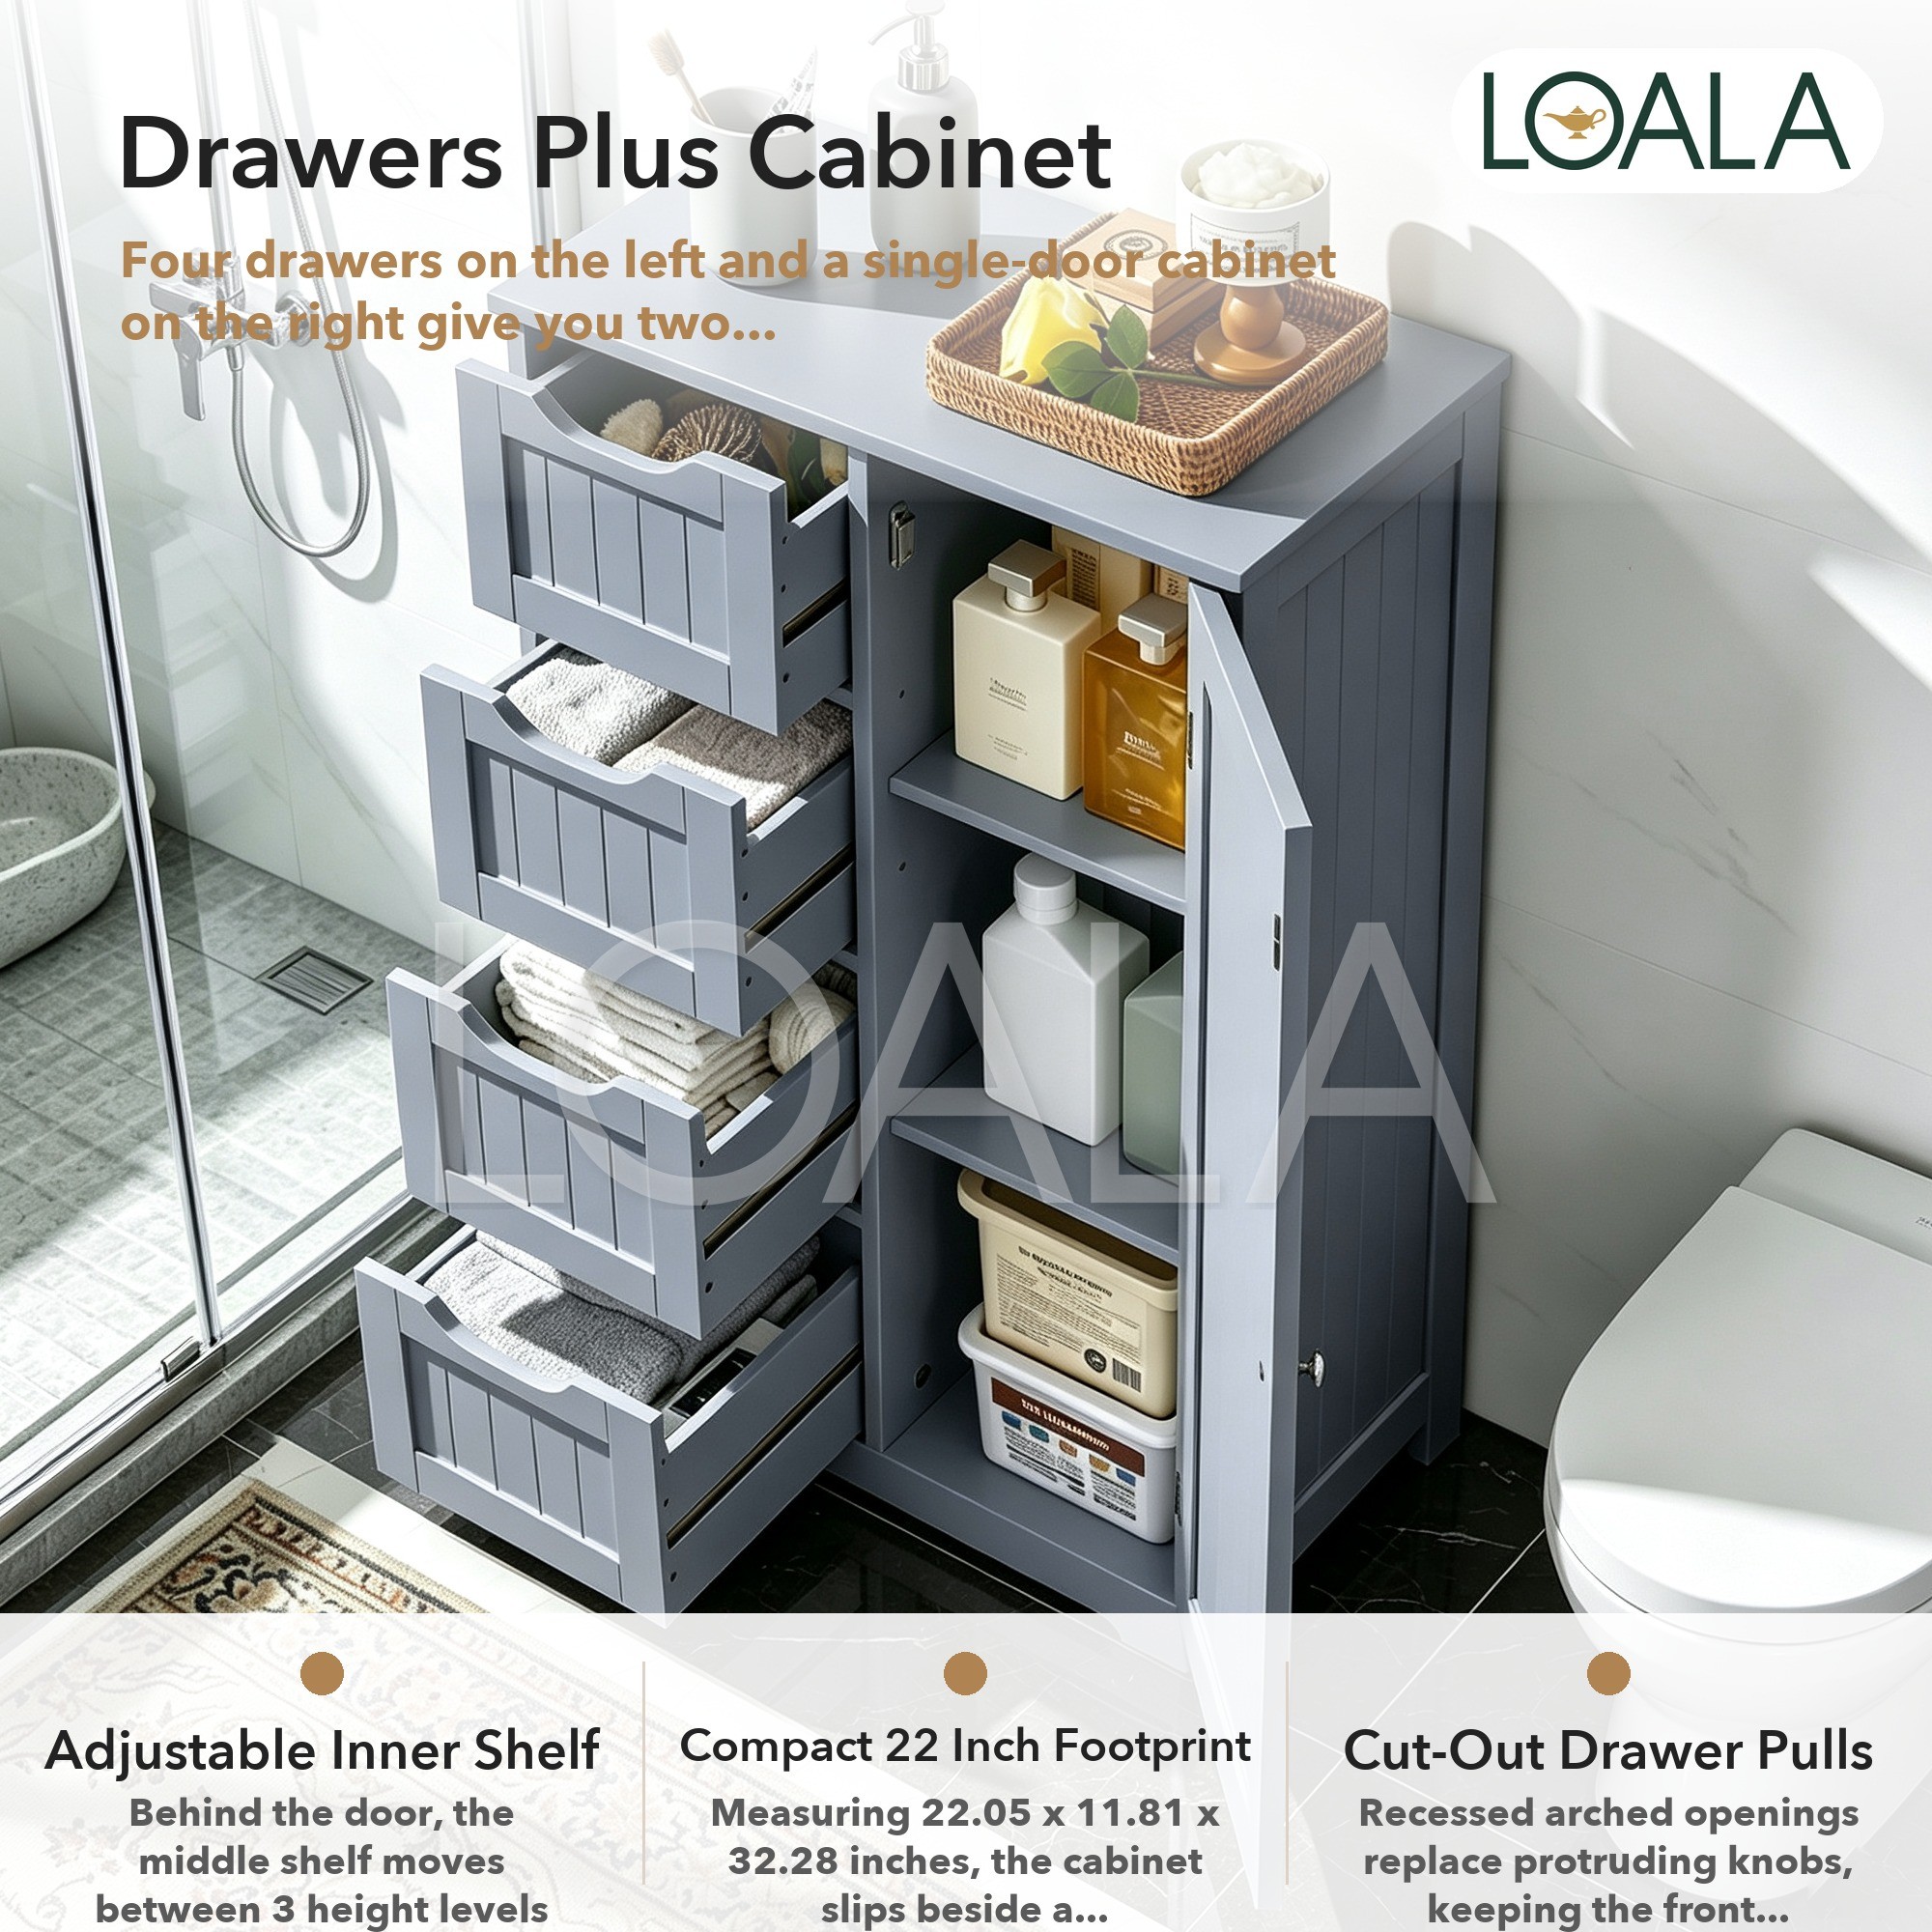 LOALA
Drawers Plus Cabinet
Four drawers on the left and a single-door cabinet
on the right give you two...
LOALA
Adjustable Inner Shelf
Behind the door, the
middle shelf moves
between 3 height levels
Compact 22 Inch Footprint
Measuring 22.05 x 11.81 x
32.28 inches, the cabinet
slips beside a...
Cut-Out Drawer Pulls
Recessed arched openings
replace protruding knobs,
keeping the front...